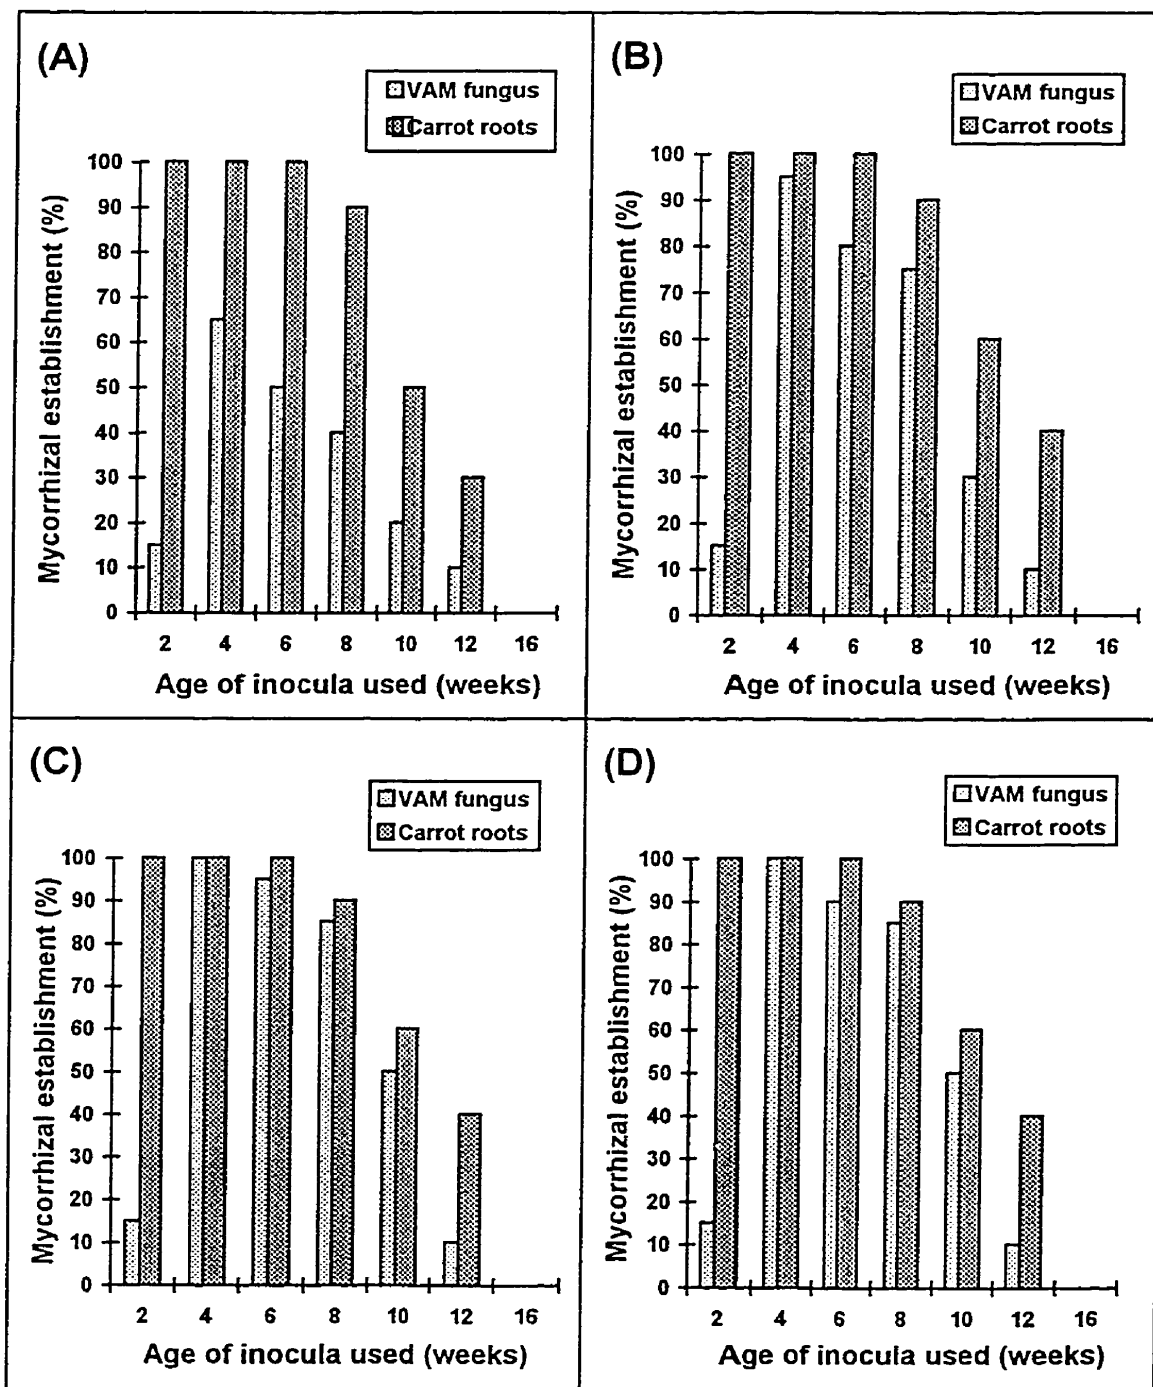 (A)
VAM fungus
Carrot roots
Mycorrhizal establishment (%)
100
90
80
70
60
50
40
30
20
10
0
2 4 6 8 10 12 16
Age of inocula used (weeks)
(B)
VAM fungus
Carrot roots
Mycorrhizal establishment (%)
100
90
80
70
60
50
40
30
20
10
0
2 4 6 8 10 12 16
Age of inocula used (weeks)
(C)
VAM fungus
Carrot roots
Mycorrhizal establishment (%)
100
90
80
70
60
50
40
30
20
10
0
2 4 6 8 10 12 16
Age of inocula used (weeks)
(D)
VAM fungus
Carrot roots
Mycorrhizal establishment (%)
100
90
80
70
60
50
40
30
20
10
0
2 4 6 8 10 12 16
Age of inocula used (weeks)